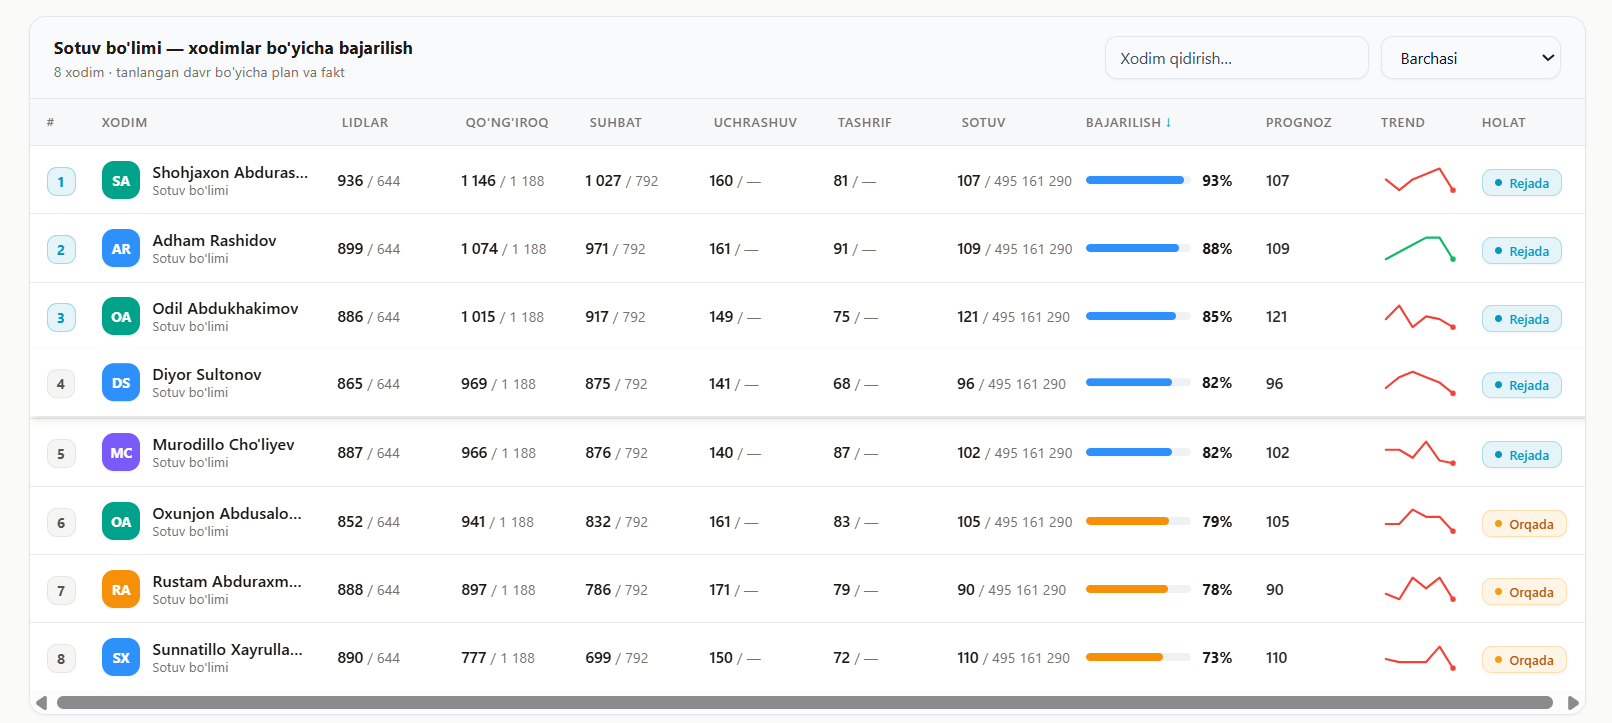 Sotuv bo'limi — xodimlar bo'yicha bajarilish
8 xodim · tanlangan davr bo'yicha plan va fakt
Xodim qidirish...
Barchasi
# XODIM LIDLAR QO'NG'IROQ SUHBAT UCHRASHUV TASHRIF SOTUV BAJARILISH ↓ PROGNOZ TREND HOLAT
1 SA Shohjaxon Abduras... 936 / 644 1 146 / 1 188 1 027 / 792 160 / — 81 / — 107 / 495 161 290 93% 107 Rejada
Sotuv bo'limi
2 AR Adham Rashidov 899 / 644 1 074 / 1 188 971 / 792 161 / — 91 / — 109 / 495 161 290 88% 109 Rejada
Sotuv bo'limi
3 OA Odil Abdukhakimov 886 / 644 1 015 / 1 188 917 / 792 149 / — 75 / — 121 / 495 161 290 85% 121 Rejada
Sotuv bo'limi
4 DS Diyor Sultonov 865 / 644 969 / 1 188 875 / 792 141 / — 68 / — 96 / 495 161 290 82% 96 Rejada
Sotuv bo'limi
5 MC Murodillo Cho'liyev 887 / 644 966 / 1 188 876 / 792 140 / — 87 / — 102 / 495 161 290 82% 102 Rejada
Sotuv bo'limi
6 OA Oxunjon Abdusalo... 852 / 644 941 / 1 188 832 / 792 161 / — 83 / — 105 / 495 161 290 79% 105 Orqada
Sotuv bo'limi
7 RA Rustam Abduraxm... 888 / 644 897 / 1 188 786 / 792 171 / — 79 / — 90 / 495 161 290 78% 90 Orqada
Sotuv bo'limi
8 SX Sunnatillo Xayrulla... 890 / 644 777 / 1 188 699 / 792 150 / — 72 / — 110 / 495 161 290 73% 110 Orqada
Sotuv bo'limi